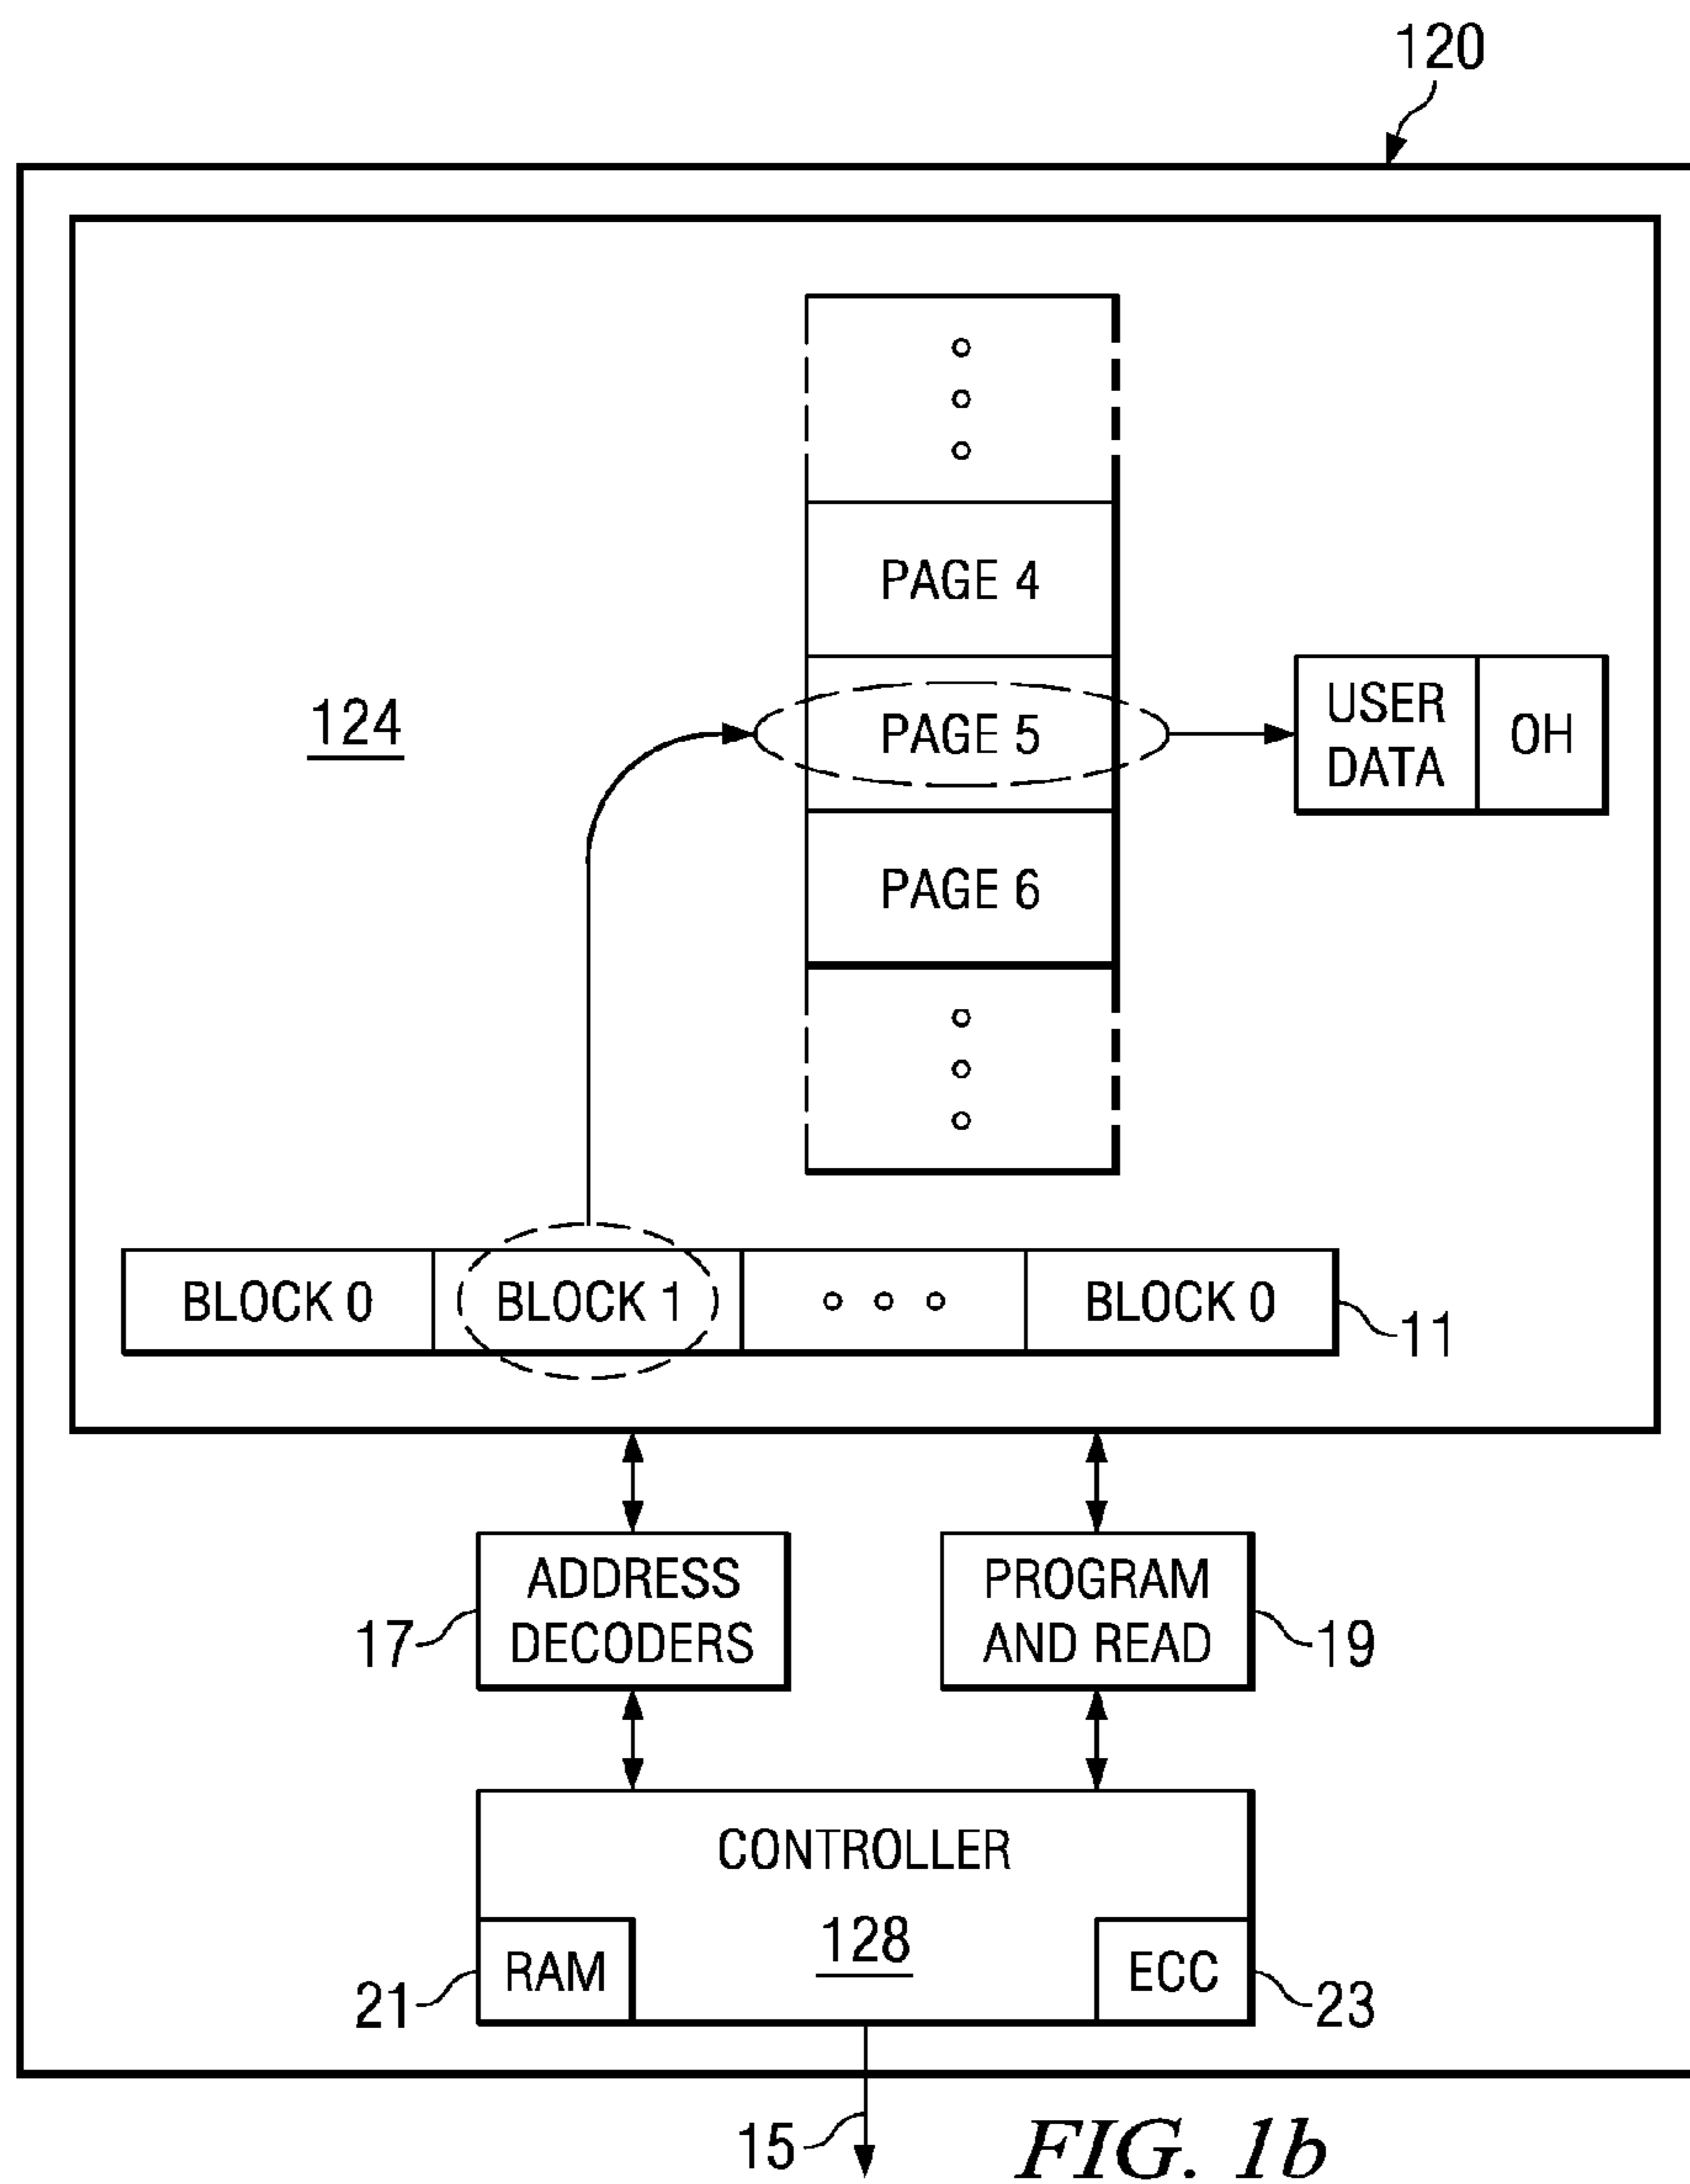 120
PAGE 4
124
PAGE 5
USER
DATA
OH
PAGE 6
BLOCK 0
BLOCK 1
BLOCK 0
11
ADDRESS
DECODERS
17
PROGRAM
AND READ
19
CONTROLLER
128
RAM
21
ECC
23
15
FIG. 1b